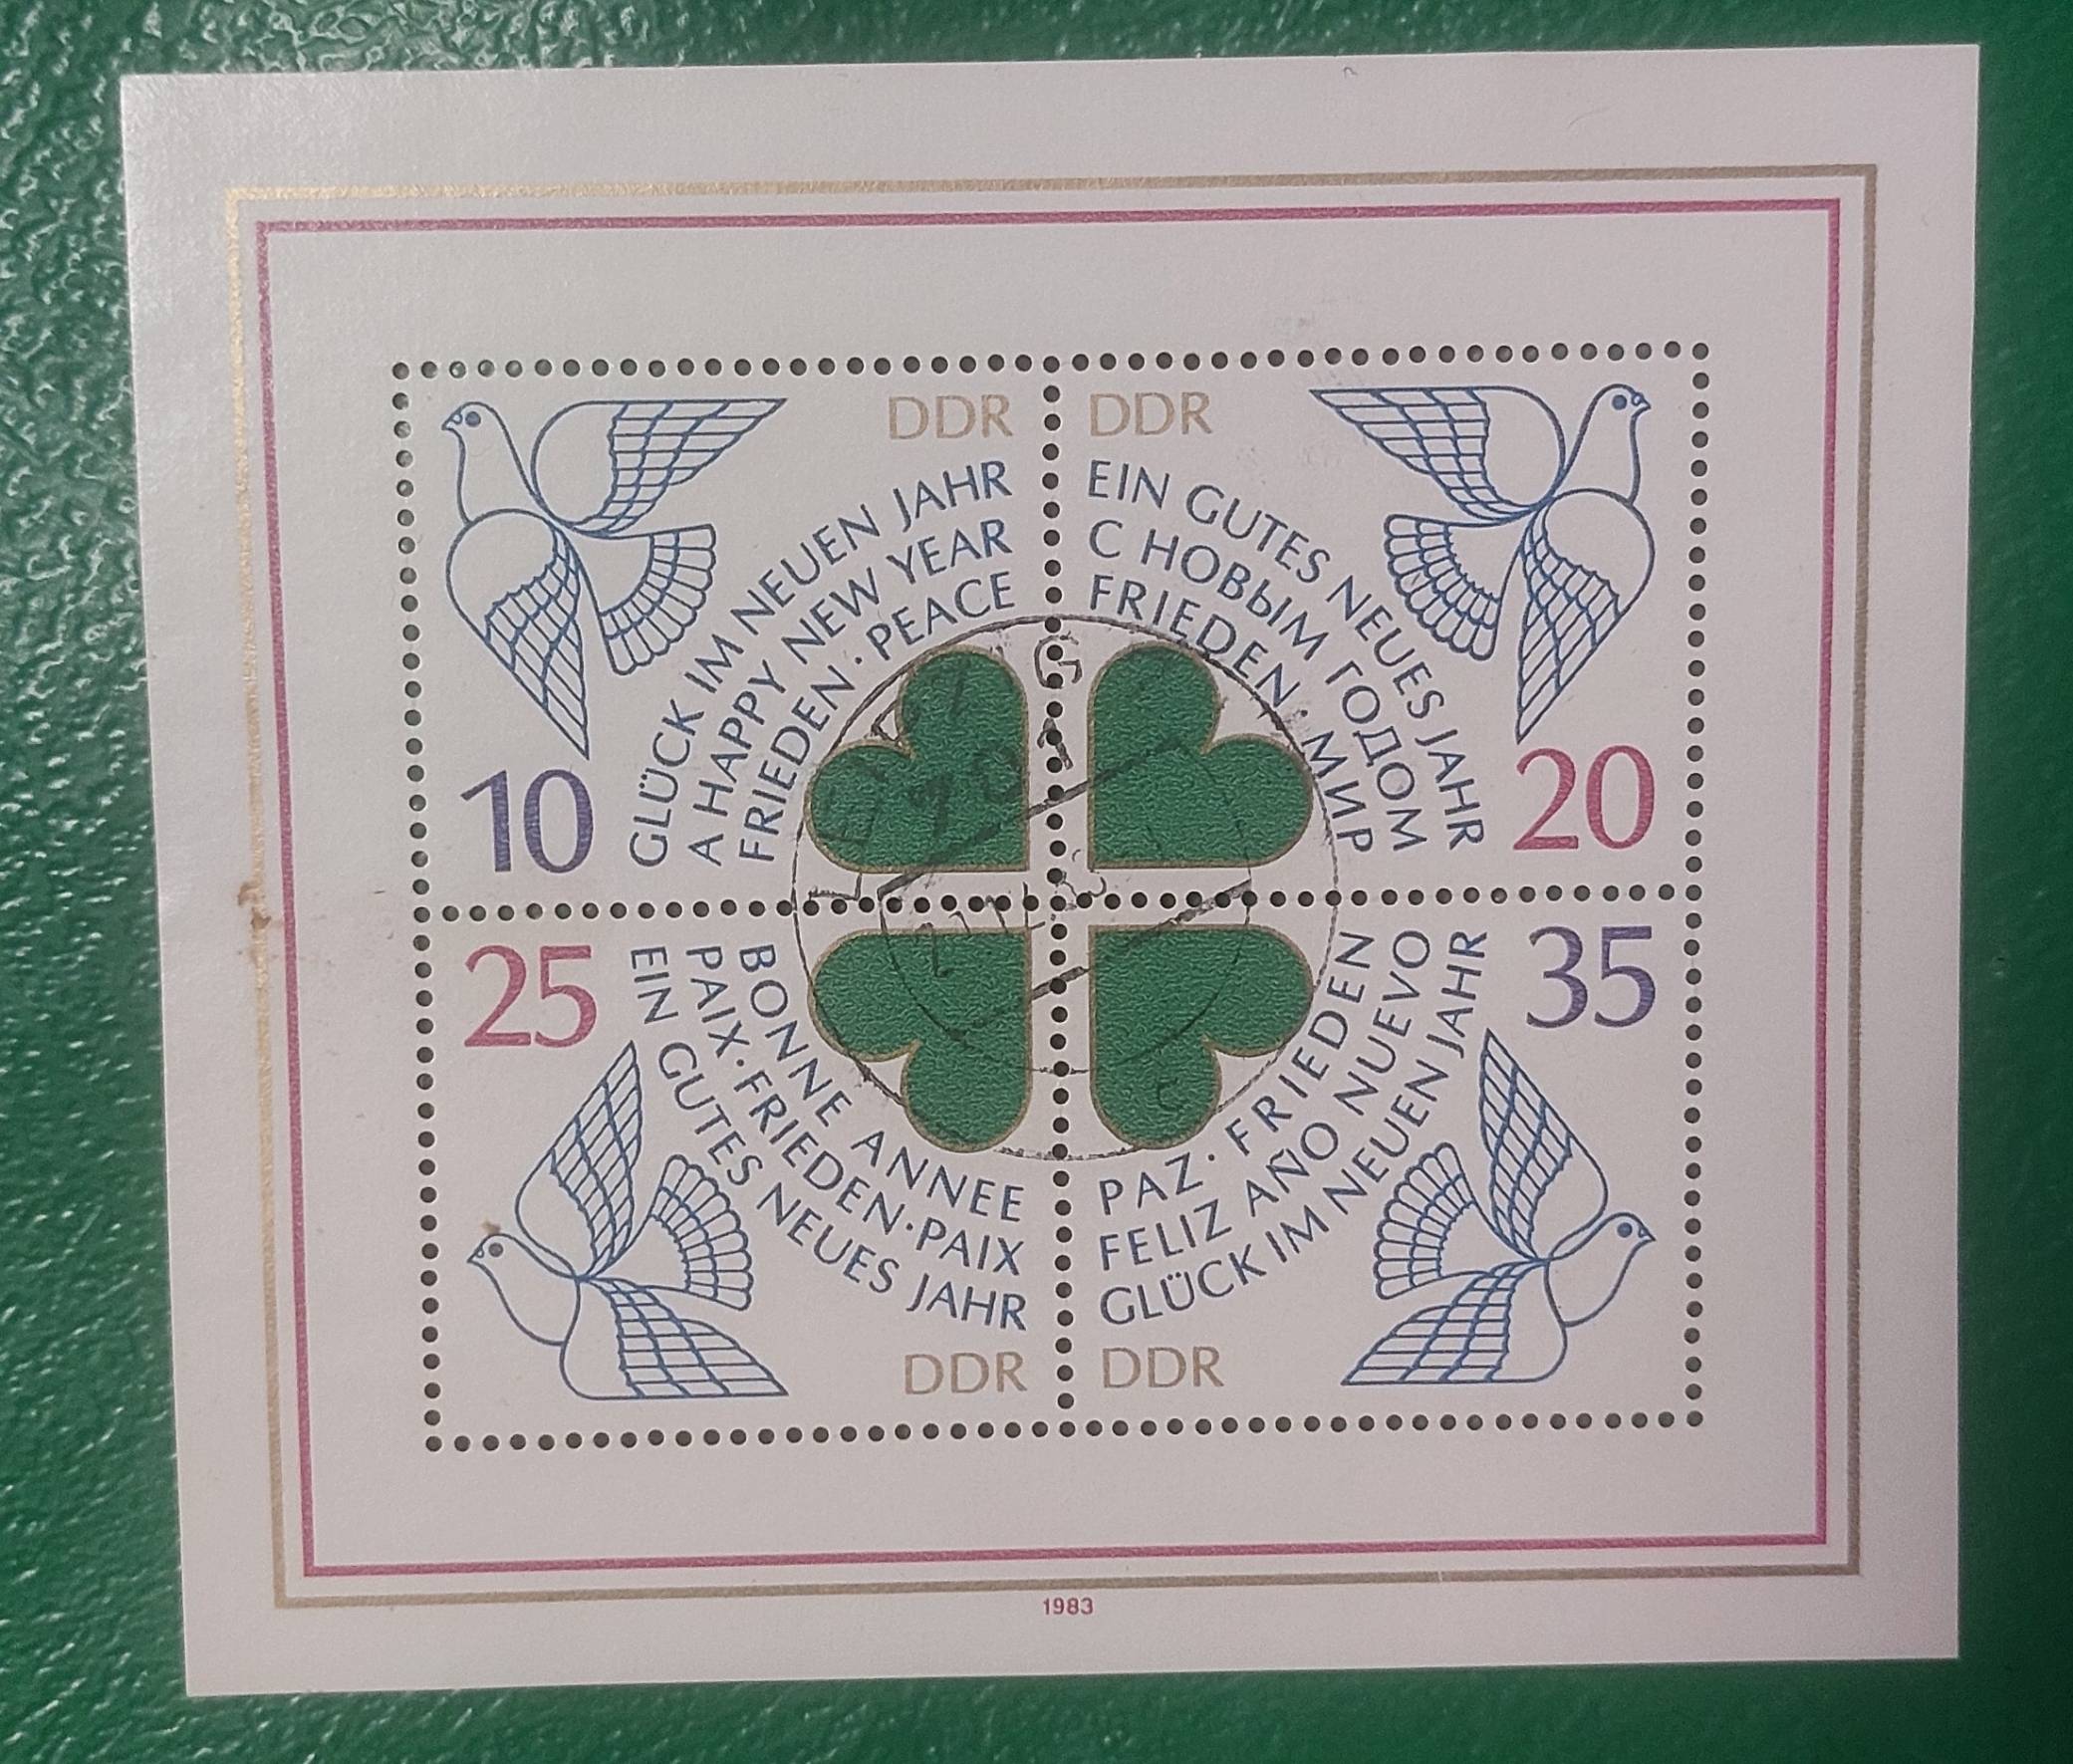 DDR
GLÜCK IM NEUEN JAHR
A HAPPY NEW YEAR
FRIEDEN · PEACE
10
DDR
EIN GUTES NEUES JAHR
С НОВЫМ ГОДОМ
FRIEDEN · МИР
20
25
BONNE ANNEE
PAIX · FRIEDEN · PAIX
EIN GUTES NEUES JAHR
DDR
35
PAZ · FRIEDEN
FELIZ AÑO NUEVO
GLÜCK IM NEUEN JAHR
DDR
1983